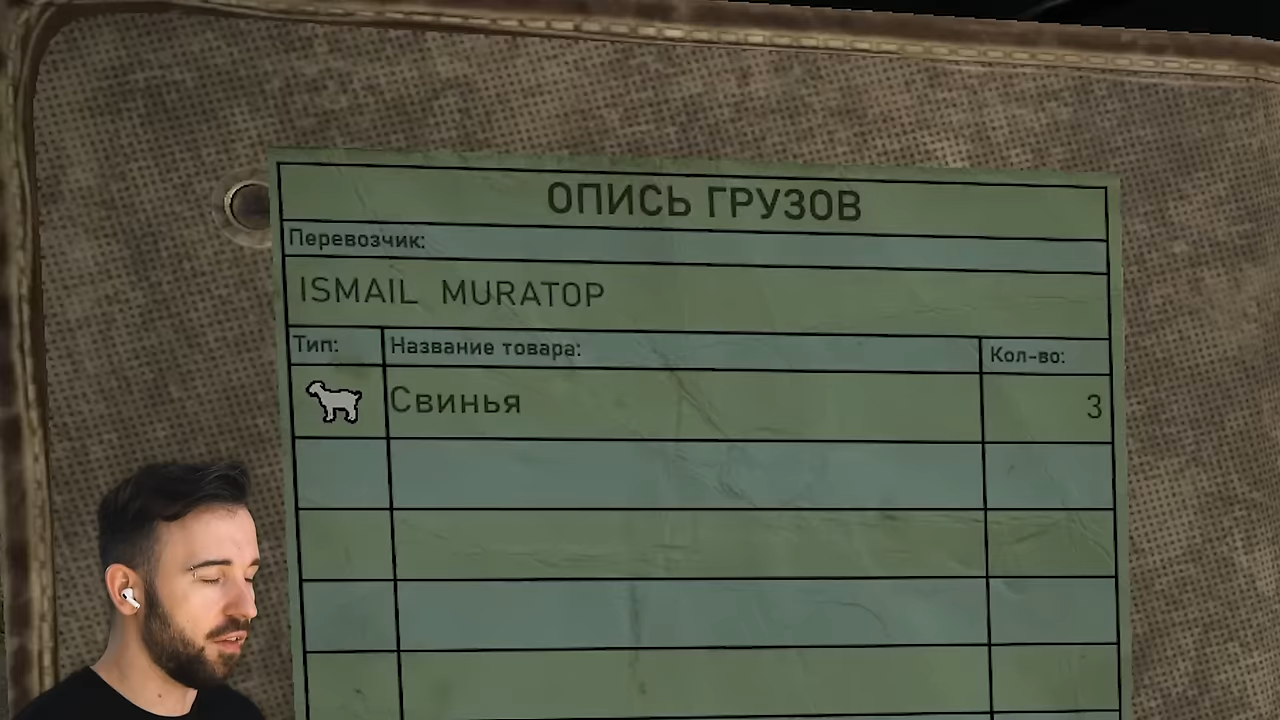 ОПИСЬ ГРУЗОВ
Перевозчик:
ISMAIL MURATOP
Тип: Название товара: Кол-во:
Свинья 3